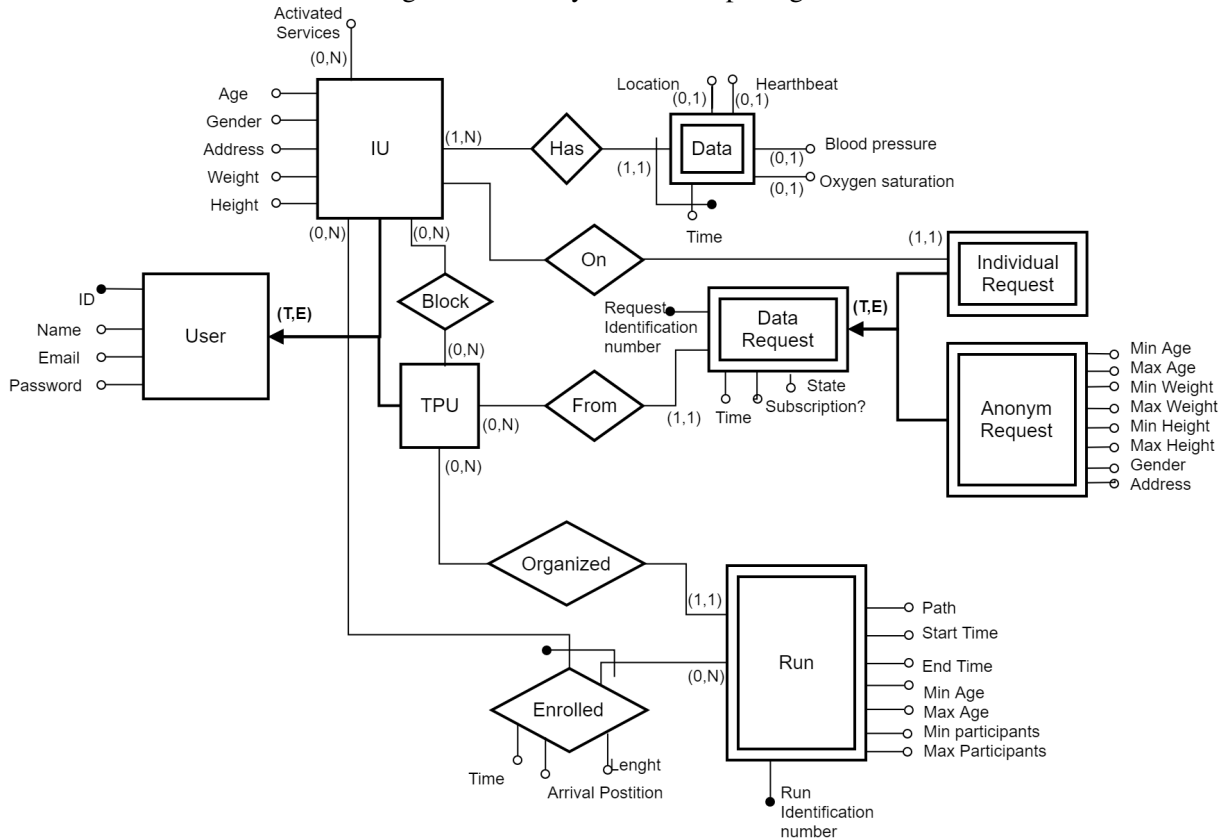 Activated
Services
(0,N)
Age
Gender
Address
Weight
Height
IU
(1,N)
Has
(1,1)
Location
(0,1)
Hearthbeat
(0,1)
Data
Blood pressure
(0,1)
Oxygen saturation
(0,1)
Time
(0,N)
(0,N)
On
(1,1)
Individual
Request
ID
Name
Email
Password
User
(T,E)
Block
(0,N)
Request
Identification
number
Data
Request
(T,E)
Time
Subscription?
State
TPU
(0,N)
From
(1,1)
(0,N)
Anonym
Request
Min Age
Max Age
Min Weight
Max Weight
Min Height
Max Height
Gender
Address
Organized
(1,1)
(0,N)
Run
Path
Start Time
End Time
Min Age
Max Age
Min participants
Max Participants
Enrolled
Time
Arrival Postition
Lenght
Run
Identification
number